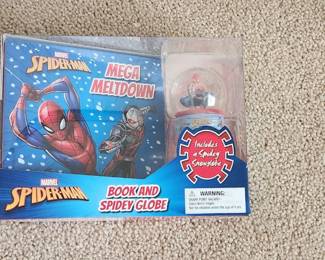 MARVEL
SPIDER-MAN
MEGA
MELTDOWN
Includes
a Spidey
Snowglobe
MARVEL
SPIDER-MAN
BOOK AND
SPIDEY GLOBE
WARNING: